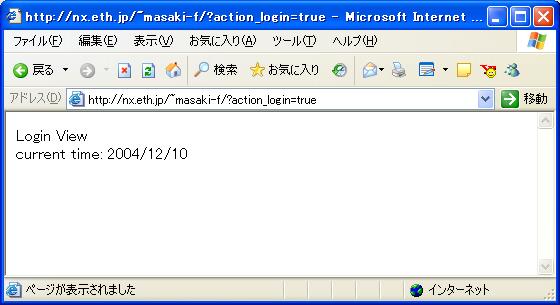 http://nx.eth.jp/~masaki-f/?action_login=true - Microsoft Internet ...
ファイル(F) 編集(E) 表示(V) お気に入り(A) ツール(T) ヘルプ(H)
戻る 検索 お気に入り
アドレス(D) http://nx.eth.jp/~masaki-f/?action_login=true 移動
Login View
current time: 2004/12/10
ページが表示されました インターネット